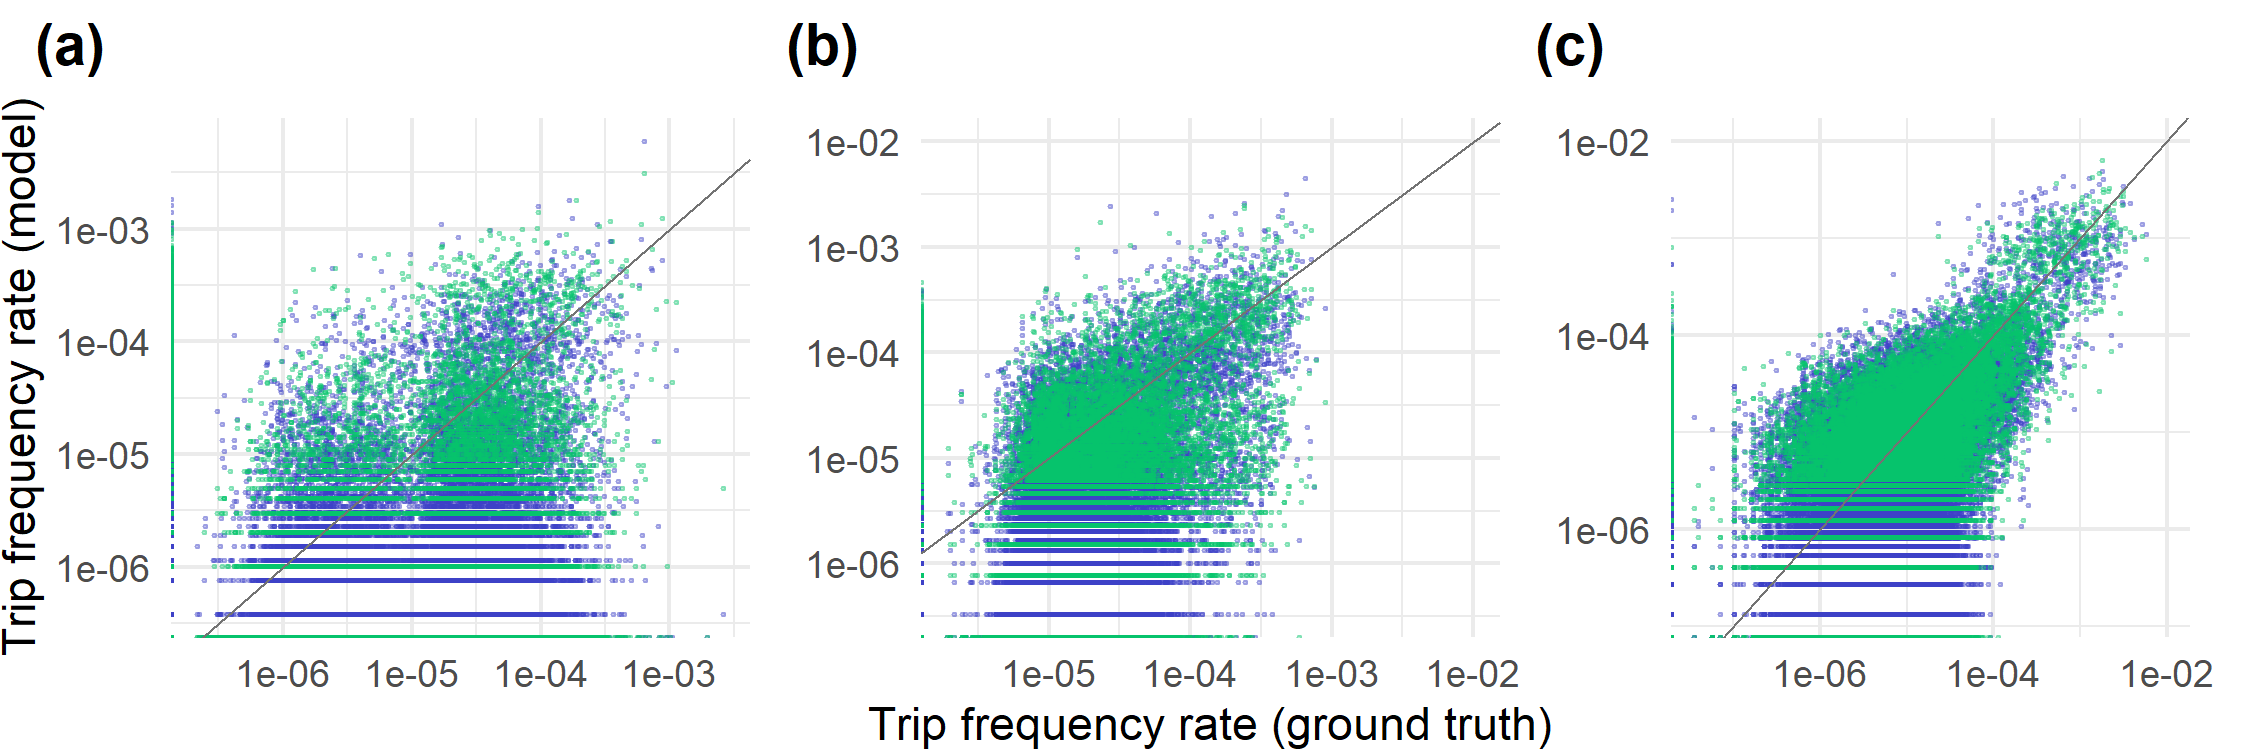 (a) (b) (c)
Trip frequency rate (model)
1e-03
1e-04
1e-05
1e-06
1e-06 1e-05 1e-04 1e-03
1e-02
1e-03
1e-04
1e-05
1e-06
1e-05 1e-04 1e-03 1e-02
1e-02
1e-04
1e-06
1e-06 1e-04 1e-02
Trip frequency rate (ground truth)